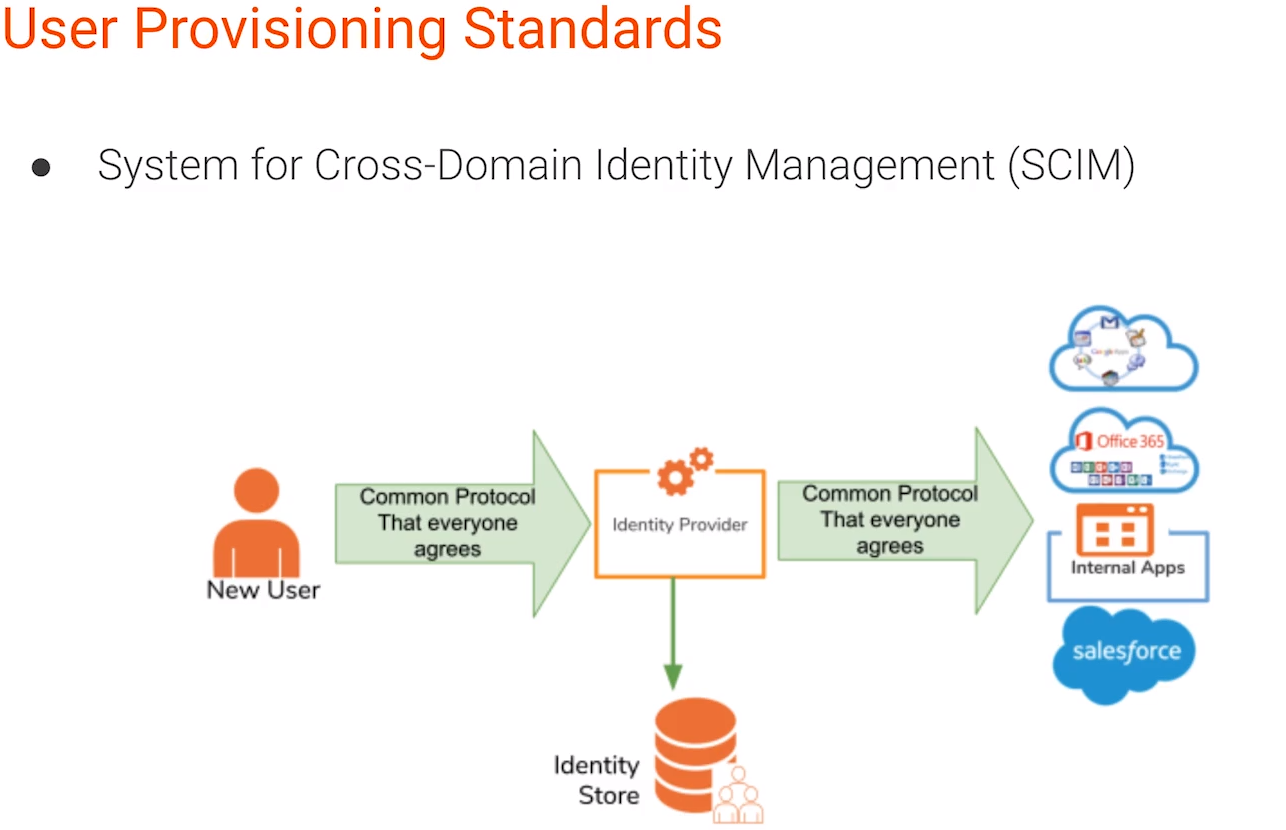 User Provisioning Standards
● System for Cross-Domain Identity Management (SCIM)
New User
Common Protocol
That everyone
agrees
Identity Provider
Common Protocol
That everyone
agrees
Google Apps
Office 365
Internal Apps
salesforce
Identity
Store